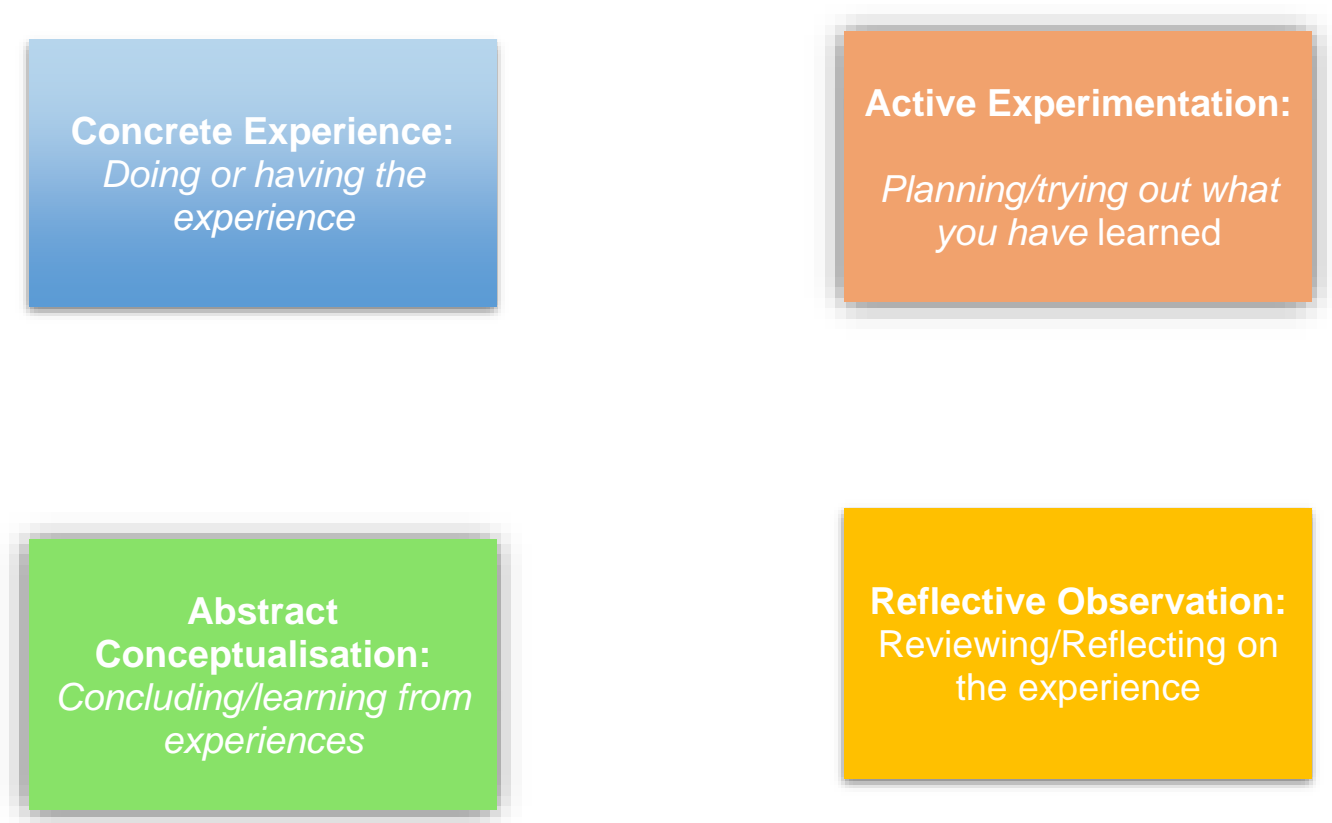 Concrete Experience:
Doing or having the
experience
Active Experimentation:
Planning/trying out what
you have learned
Abstract
Conceptualisation:
Concluding/learning from
experiences
Reflective Observation:
Reviewing/Reflecting on
the experience